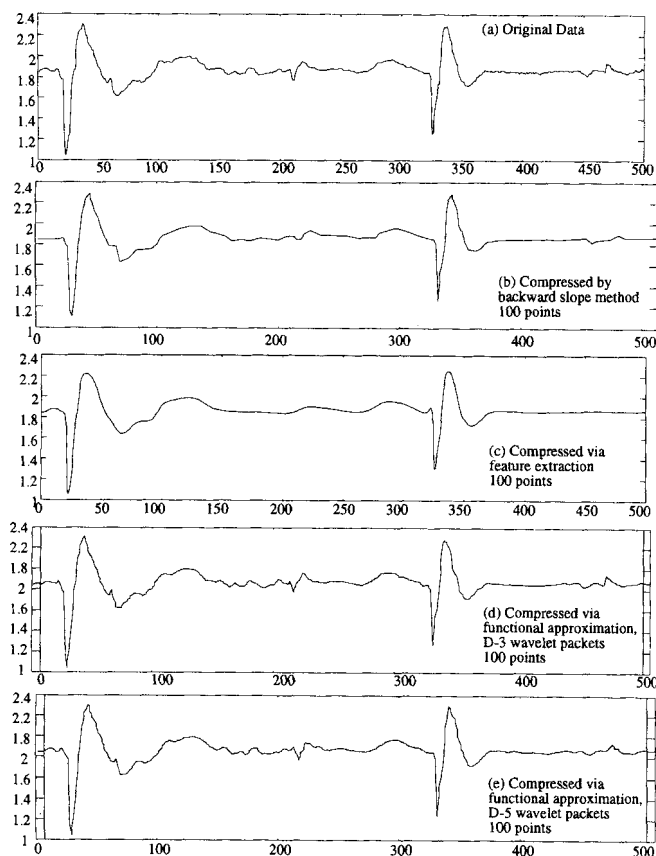 2.4
2.2
2
1.8
1.6
1.4
1.2
1
(a) Original Data
0 50 100 150 200 250 300 350 400 450 500
2.4
2.2
2
1.8
1.6
1.4
1.2
1
(b) Compressed by
backward slope method
100 points
0 100 200 300 400 500
2.4
2.2
2
1.8
1.6
1.4
1.2
1
(c) Compressed via
feature extraction
100 points
0 50 100 150 200 250 300 350 400 450 500
2.4
2.2
1.8
2
1.6
1.4
1.2
1
(d) Compressed via
functional approximation,
D-3 wavelet packets
100 points
0 100 200 300 400 500
2.4
2.2
1.8
2
1.6
1.4
1.2
1
(e) Compressed via
functional approximation,
D-5 wavelet packets
100 points
0 100 200 300 400 500